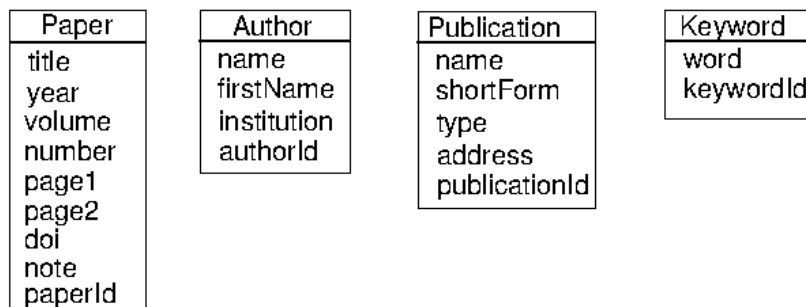 Paper
title
year
volume
number
page1
page2
doi
note
paperId
Author
name
firstName
institution
authorId
Publication
name
shortForm
type
address
publicationId
Keyword
word
keywordId